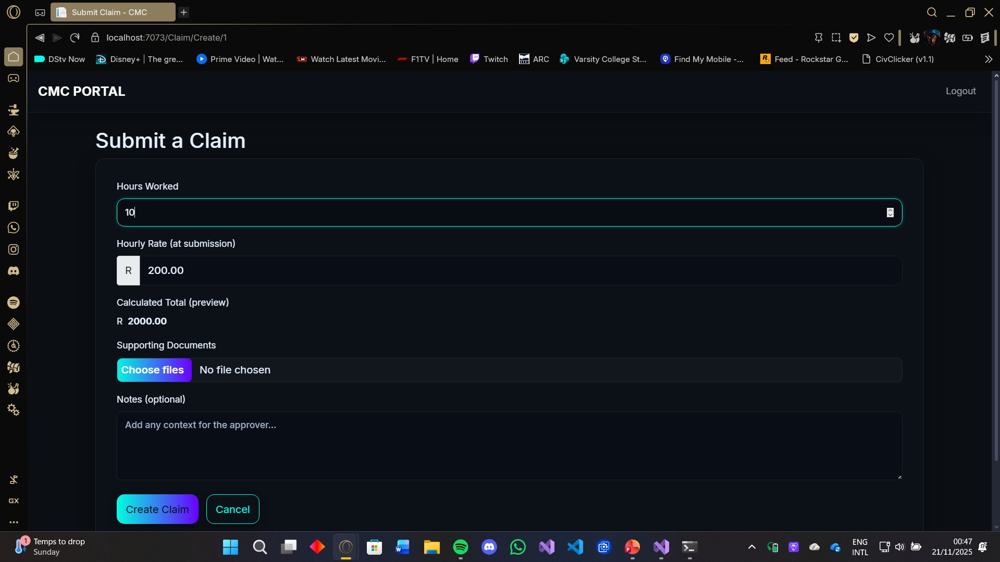 Submit Claim - CMC
localhost:7073/Claim/Create/1
DStv Now
Disney+ | The gre...
Prime Video | Wat...
LM
Watch Latest Movi...
F1TV | Home
Twitch
ARC
Varsity College St...
Find My Mobile -...
Feed - Rockstar G...
CivClicker (v1.1)
CMC PORTAL
Logout
Submit a Claim
Hours Worked
10
Hourly Rate (at submission)
R 200.00
Calculated Total (preview)
R 2000.00
Supporting Documents
Choose files No file chosen
Notes (optional)
Add any context for the approver...
Create Claim
Cancel
GX
1
Temps to drop
Sunday
ENG
INTL
00:47
21/11/2025